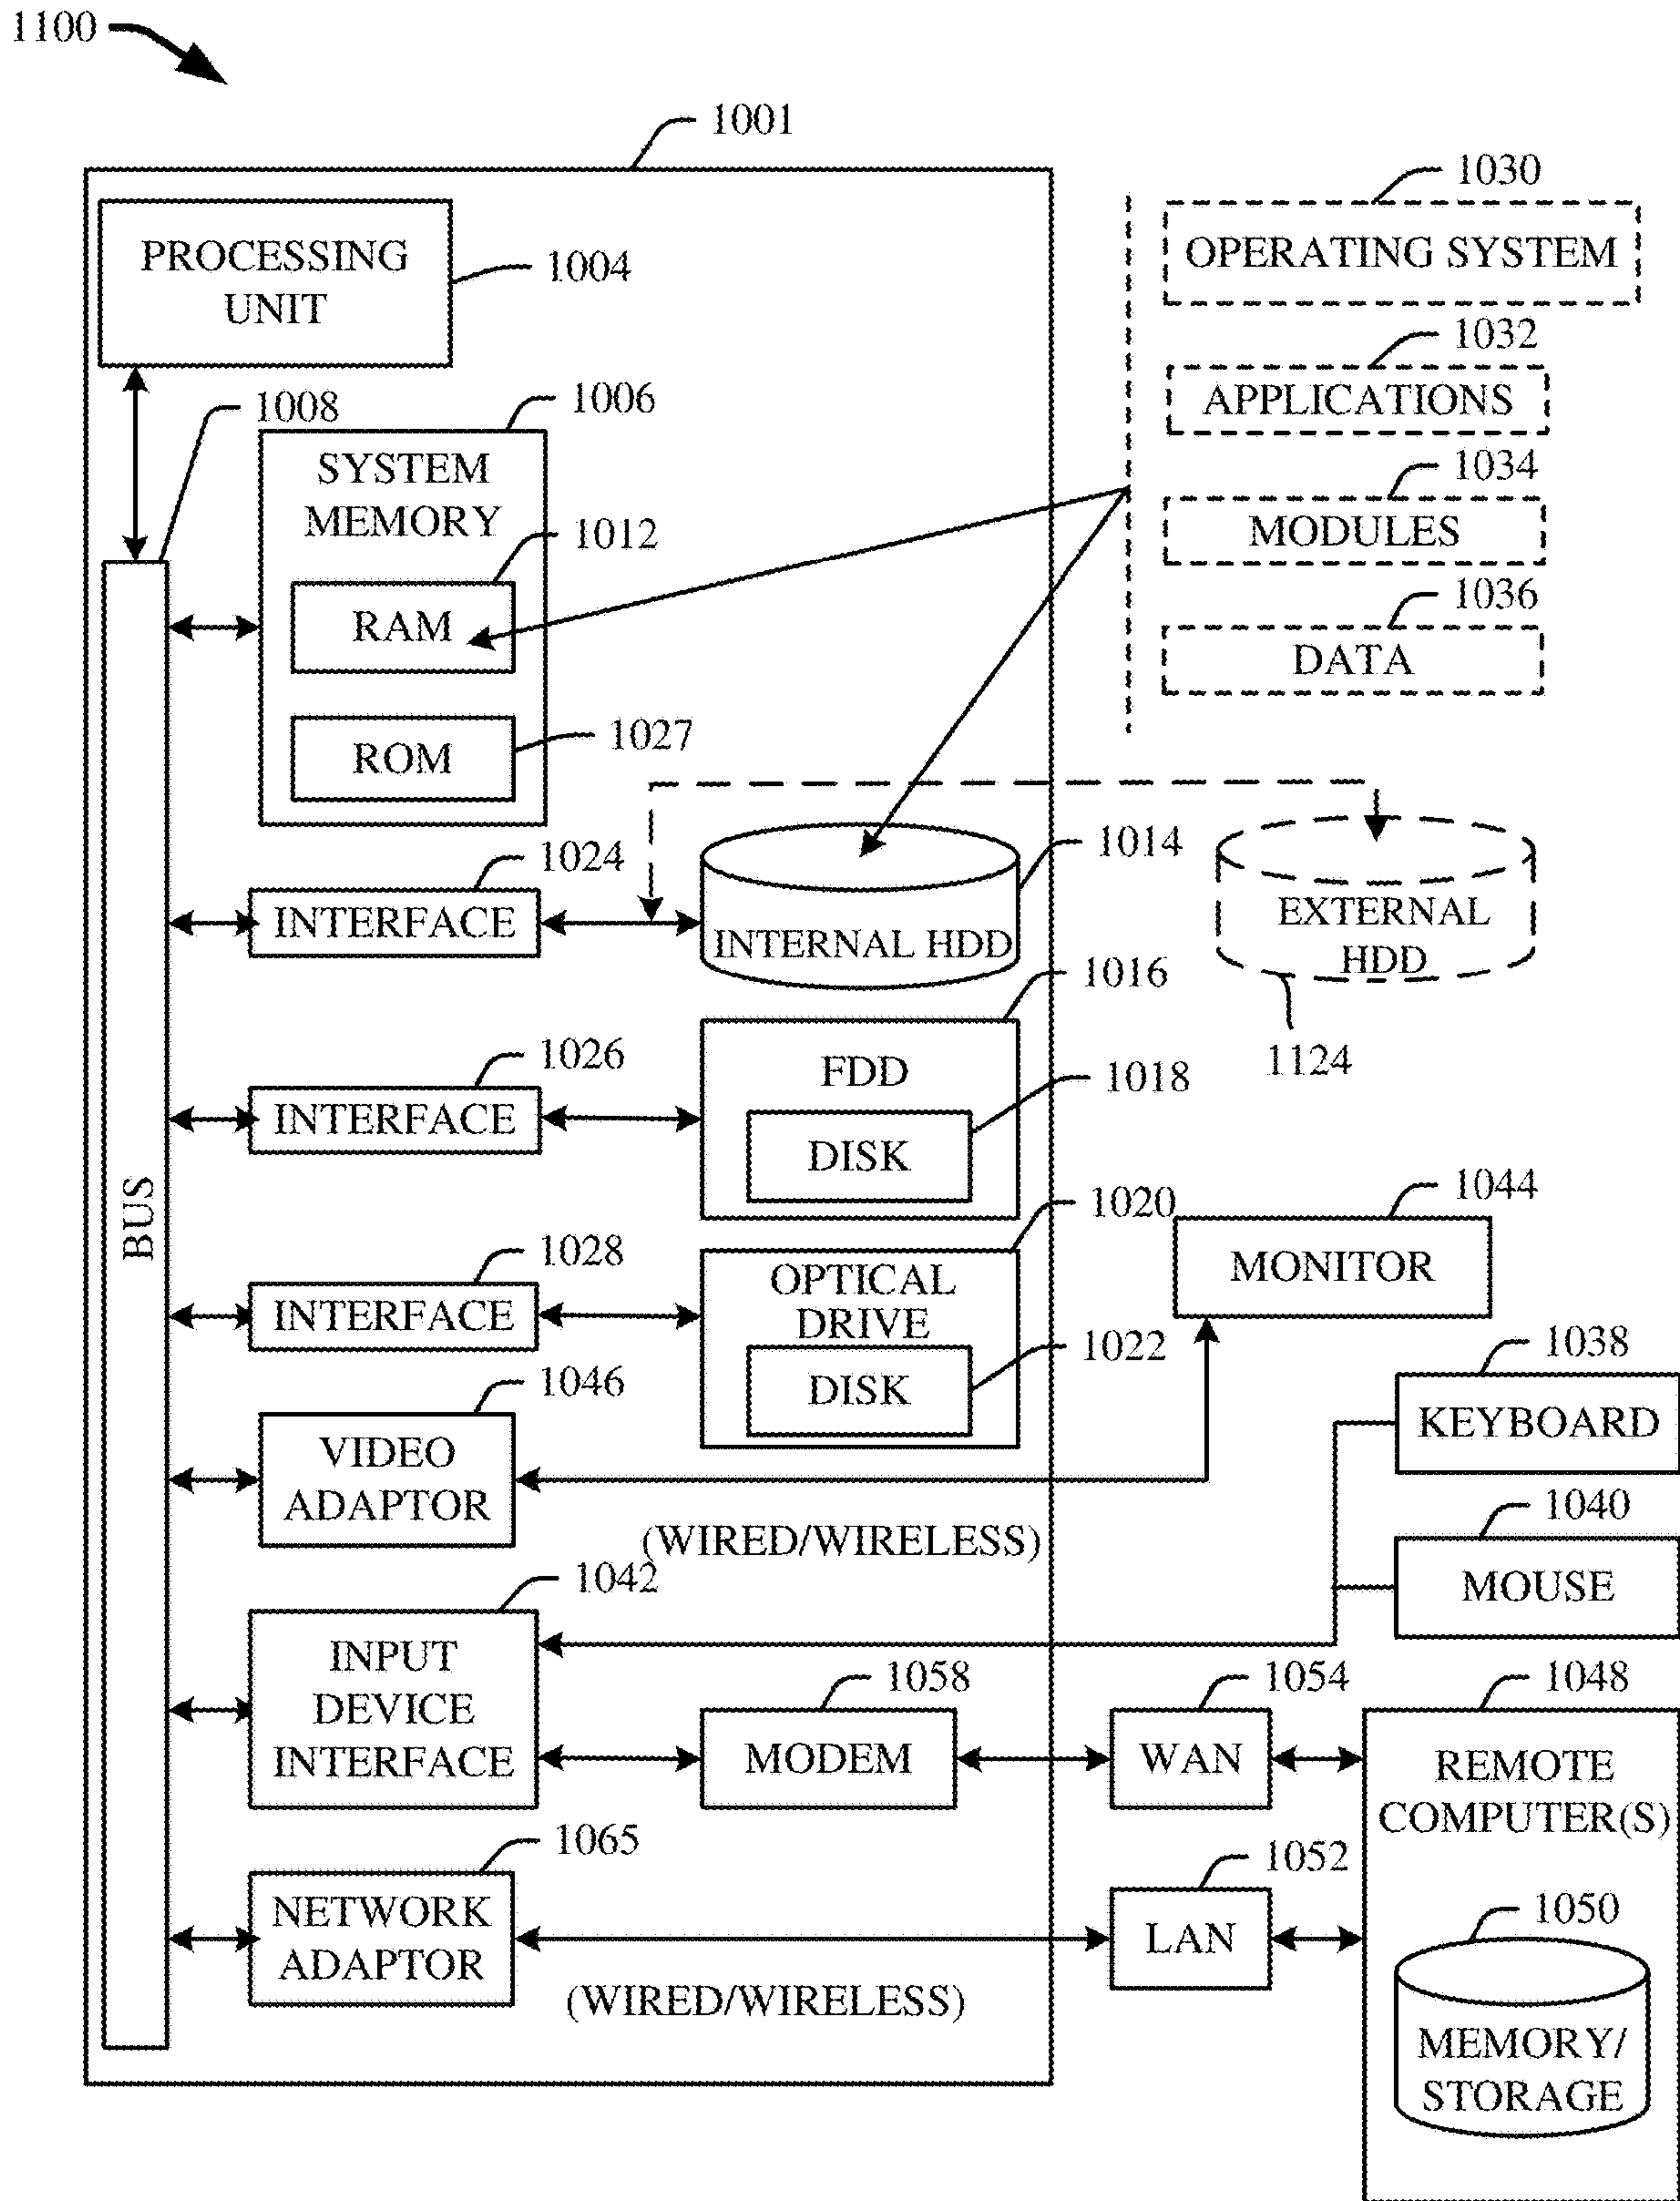 1100
1001
PROCESSING
UNIT
1004
1030
OPERATING SYSTEM
1032
APPLICATIONS
1034
MODULES
1036
DATA
1008
1006
SYSTEM
MEMORY
1012
RAM
1027
ROM
1024
INTERFACE
1014
INTERNAL HDD
EXTERNAL
HDD
1124
1016
1026
INTERFACE
FDD
1018
DISK
BUS
1020
1028
INTERFACE
OPTICAL
DRIVE
1022
DISK
1044
MONITOR
1038
KEYBOARD
1046
VIDEO
ADAPTOR
(WIRED/WIRELESS)
1040
MOUSE
1042
INPUT
DEVICE
INTERFACE
1058
MODEM
1054
WAN
1048
REMOTE
COMPUTER(S)
1065
NETWORK
ADAPTOR
(WIRED/WIRELESS)
1052
LAN
1050
MEMORY/
STORAGE